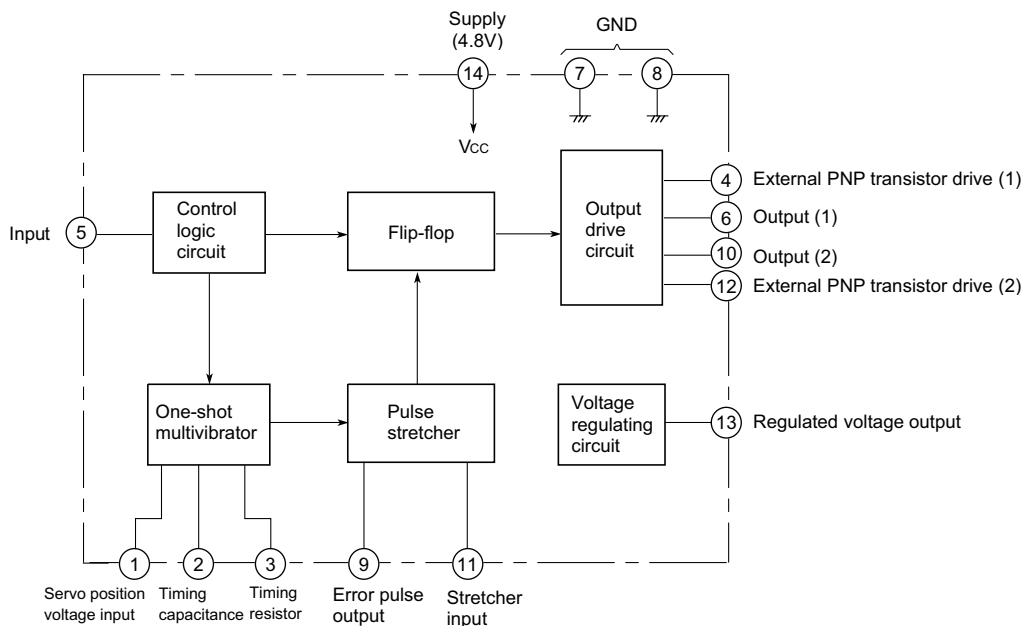 Supply
(4.8V)
GND
14
7
8
VCC
4
External PNP transistor drive (1)
Input
5
Control
logic
circuit
Flip-flop
Output
drive
circuit
6
Output (1)
10
Output (2)
12
External PNP transistor drive (2)
One-shot
multivibrator
Pulse
stretcher
Voltage
regulating
circuit
13
Regulated voltage output
1
2
3
9
11
Servo position
voltage input
Timing
capacitance
Timing
resistor
Error pulse
output
Stretcher
input